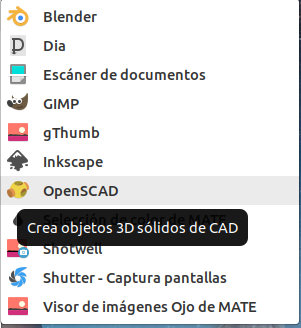 Blender
Dia
Escáner de documentos
GIMP
gThumb
Inkscape
OpenSCAD
Selección de color de MATE
Crea objetos 3D sólidos de CAD
Shotwell
Shutter - Captura pantallas
Visor de imágenes Ojo de MATE